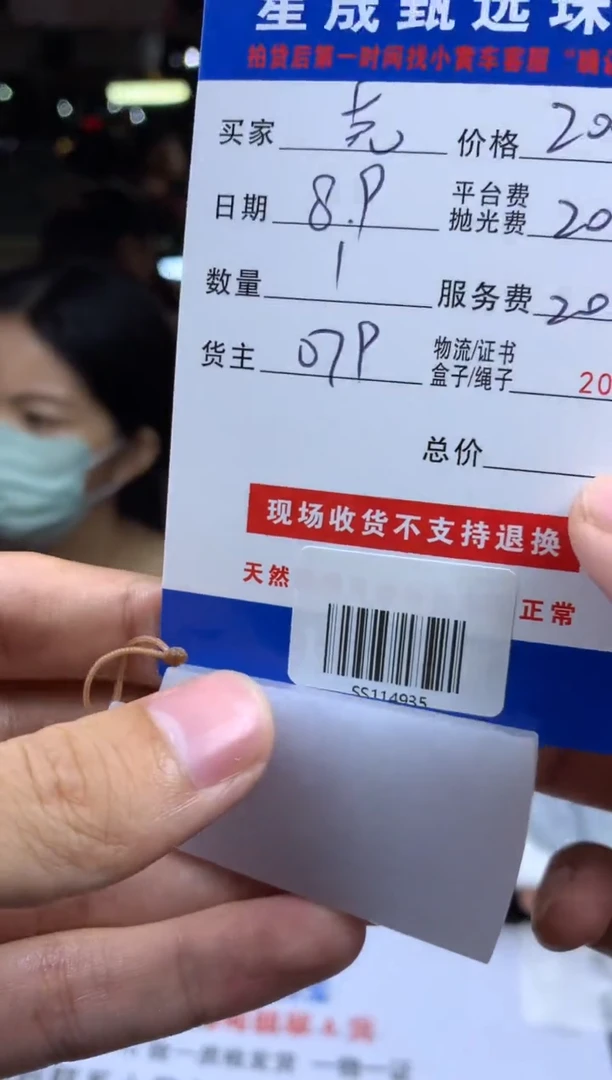 星晟甄选珠
拍货后第一时间找小黄车客服
买家 价格 20
日期 8.9 平台费 抛光费 20
数量 1 服务费 20
货主 079 物流/证书 盒子/绳子 20
总价
现场收货不支持退换
天然 正常
SS114935